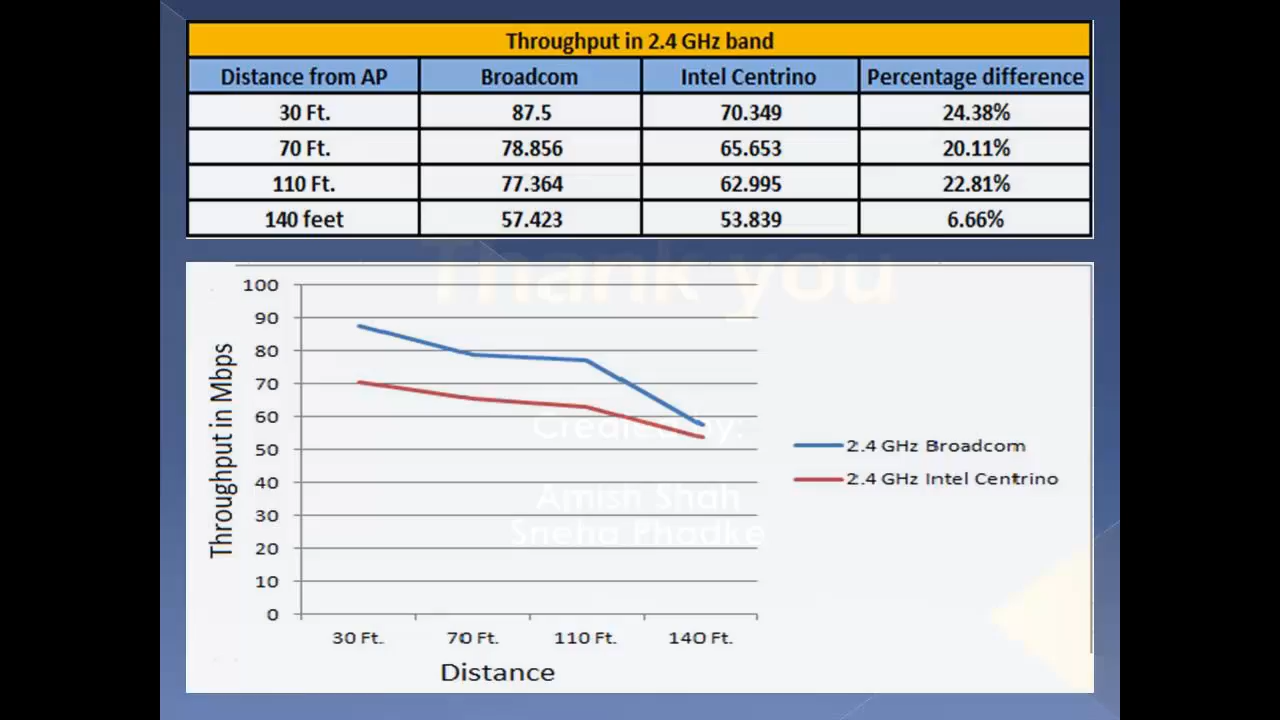 Throughput in 2.4 GHz band
Distance from AP Broadcom Intel Centrino Percentage difference
30 Ft. 87.5 70.349 24.38%
70 Ft. 78.856 65.653 20.11%
110 Ft. 77.364 62.995 22.81%
140 feet 57.423 53.839 6.66%
Thank you
100
90
80
70
60
50
40
30
20
10
0
Throughput in Mbps
30 Ft. 70 Ft. 110 Ft. 140 Ft.
Distance
2.4 GHz Broadcom
2.4 GHz Intel Centrino
by:
Amish Shah
Sneha Phadke